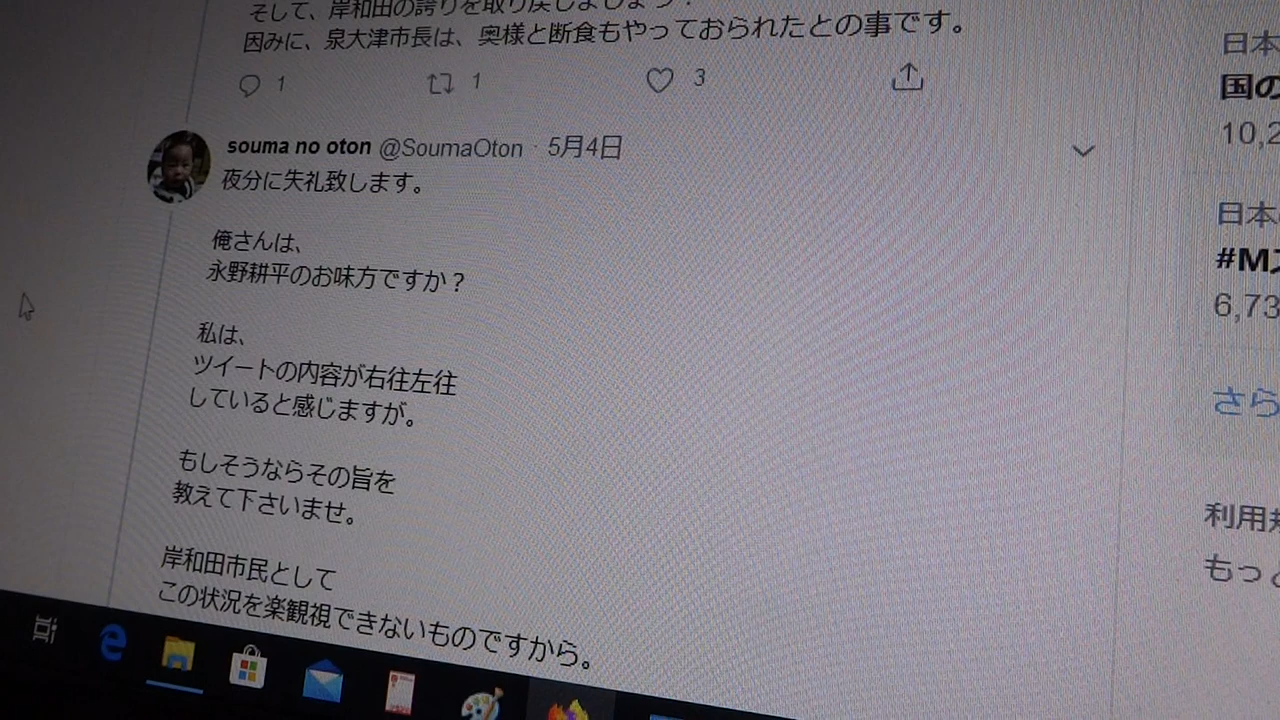 そして、岸和田の誇りを取り戻しましょう!
因みに、泉大津市長は、奥様と断食もやっておられたとの事です。
1 1 3
souma no oton @SoumaOton · 5月4日
夜分に失礼致します。
俺さんは、
永野耕平のお味方ですか？
私は、
ツイートの内容が右往左往
していると感じますが。
もしそうならその旨を
教えて下さいませ。
岸和田市民として
この状況を楽観視できないものですから。
日本
国の
10,2
日本
#M
6,73
さら
利用規
もっと